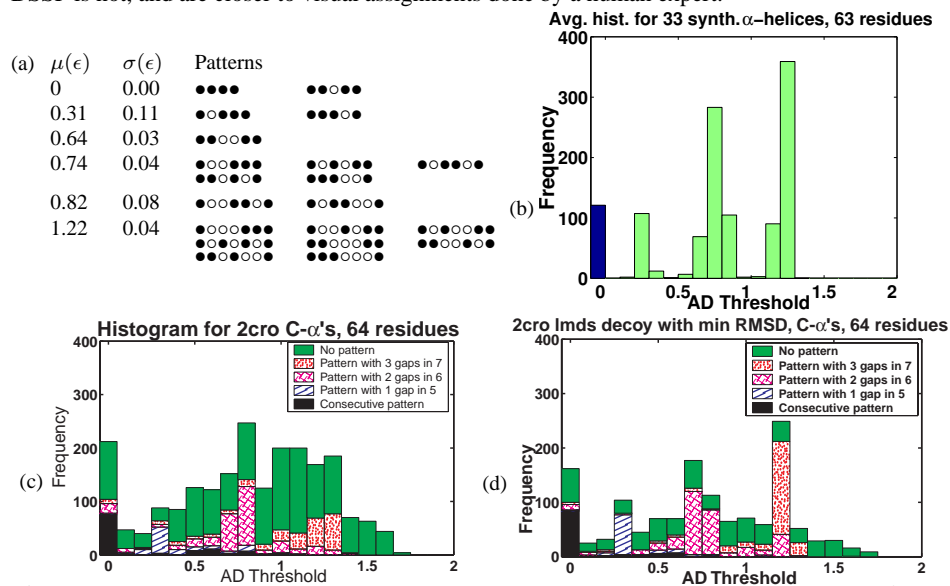 DSSP is not, and are closer to visual assignments done by a human expert.
(a) μ(ϵ) σ(ϵ) Patterns
0 0.00 ●●●● ●●○●●
0.31 0.11 ●○●●● ●●●○●
0.64 0.03 ●●○○●●
0.74 0.04 ●○○●●● ●○●○●● ●○●●○●
●●○●○● ●●●○○●
0.82 0.08 ●○○●●○● ●○●●○○●
1.22 0.04 ●○○○●●● ●○○●○●● ●○●○○●●
●○●○●○● ●●○○○●● ●●○○●○●
●●○●○○● ●●●○○○●
Avg. hist. for 33 synth. α−helices, 63 residues
400
300
200
100
0
Frequency
(b)
0 0.5 1 1.5 2
AD Threshold
Histogram for 2cro C-α's, 64 residues
400
300
200
100
0
Frequency
(c)
No pattern
Pattern with 3 gaps in 7
Pattern with 2 gaps in 6
Pattern with 1 gap in 5
Consecutive pattern
0 0.5 1 1.5 2
AD Threshold
2cro lmds decoy with min RMSD, C-α's, 64 residues
400
300
200
100
0
Frequency
(d)
No pattern
Pattern with 3 gaps in 7
Pattern with 2 gaps in 6
Pattern with 1 gap in 5
Consecutive pattern
0 0.5 1 1.5 2
AD Threshold